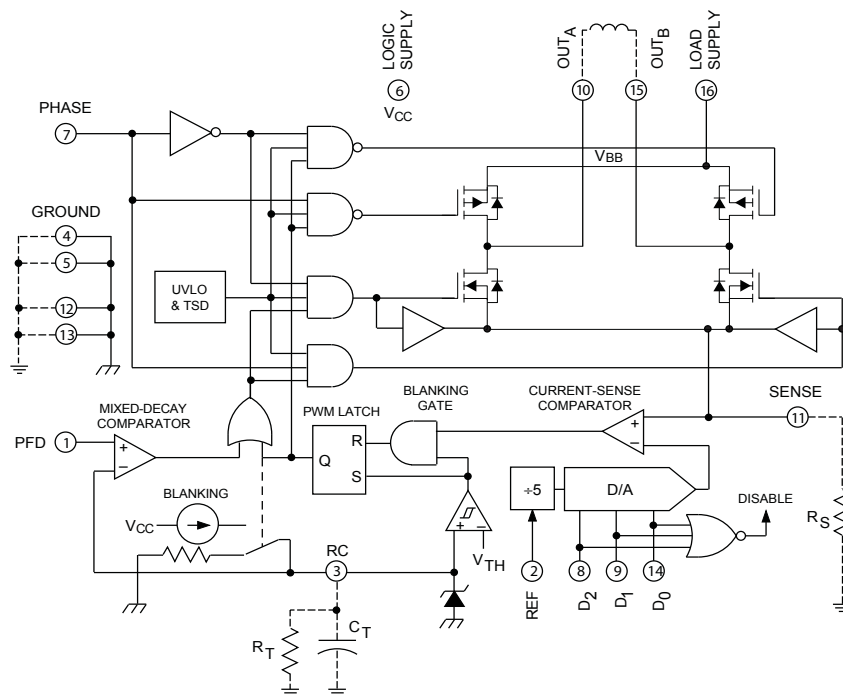 LOGIC
SUPPLY
6
VCC
OUTA
OUTB
10
15
LOAD
SUPPLY
16
PHASE
7
VBB
GROUND
4
5
12
13
UVLO
& TSD
MIXED-DECAY
COMPARATOR
PWM LATCH
BLANKING
GATE
CURRENT-SENSE
COMPARATOR
SENSE
11
PFD
1
+
–
Q
R
S
+
–
BLANKING
VCC
÷5
D/A
DISABLE
RS
+
–
VTH
RC
3
2
8
9
14
REF
D2
D1
D0
RT
CT